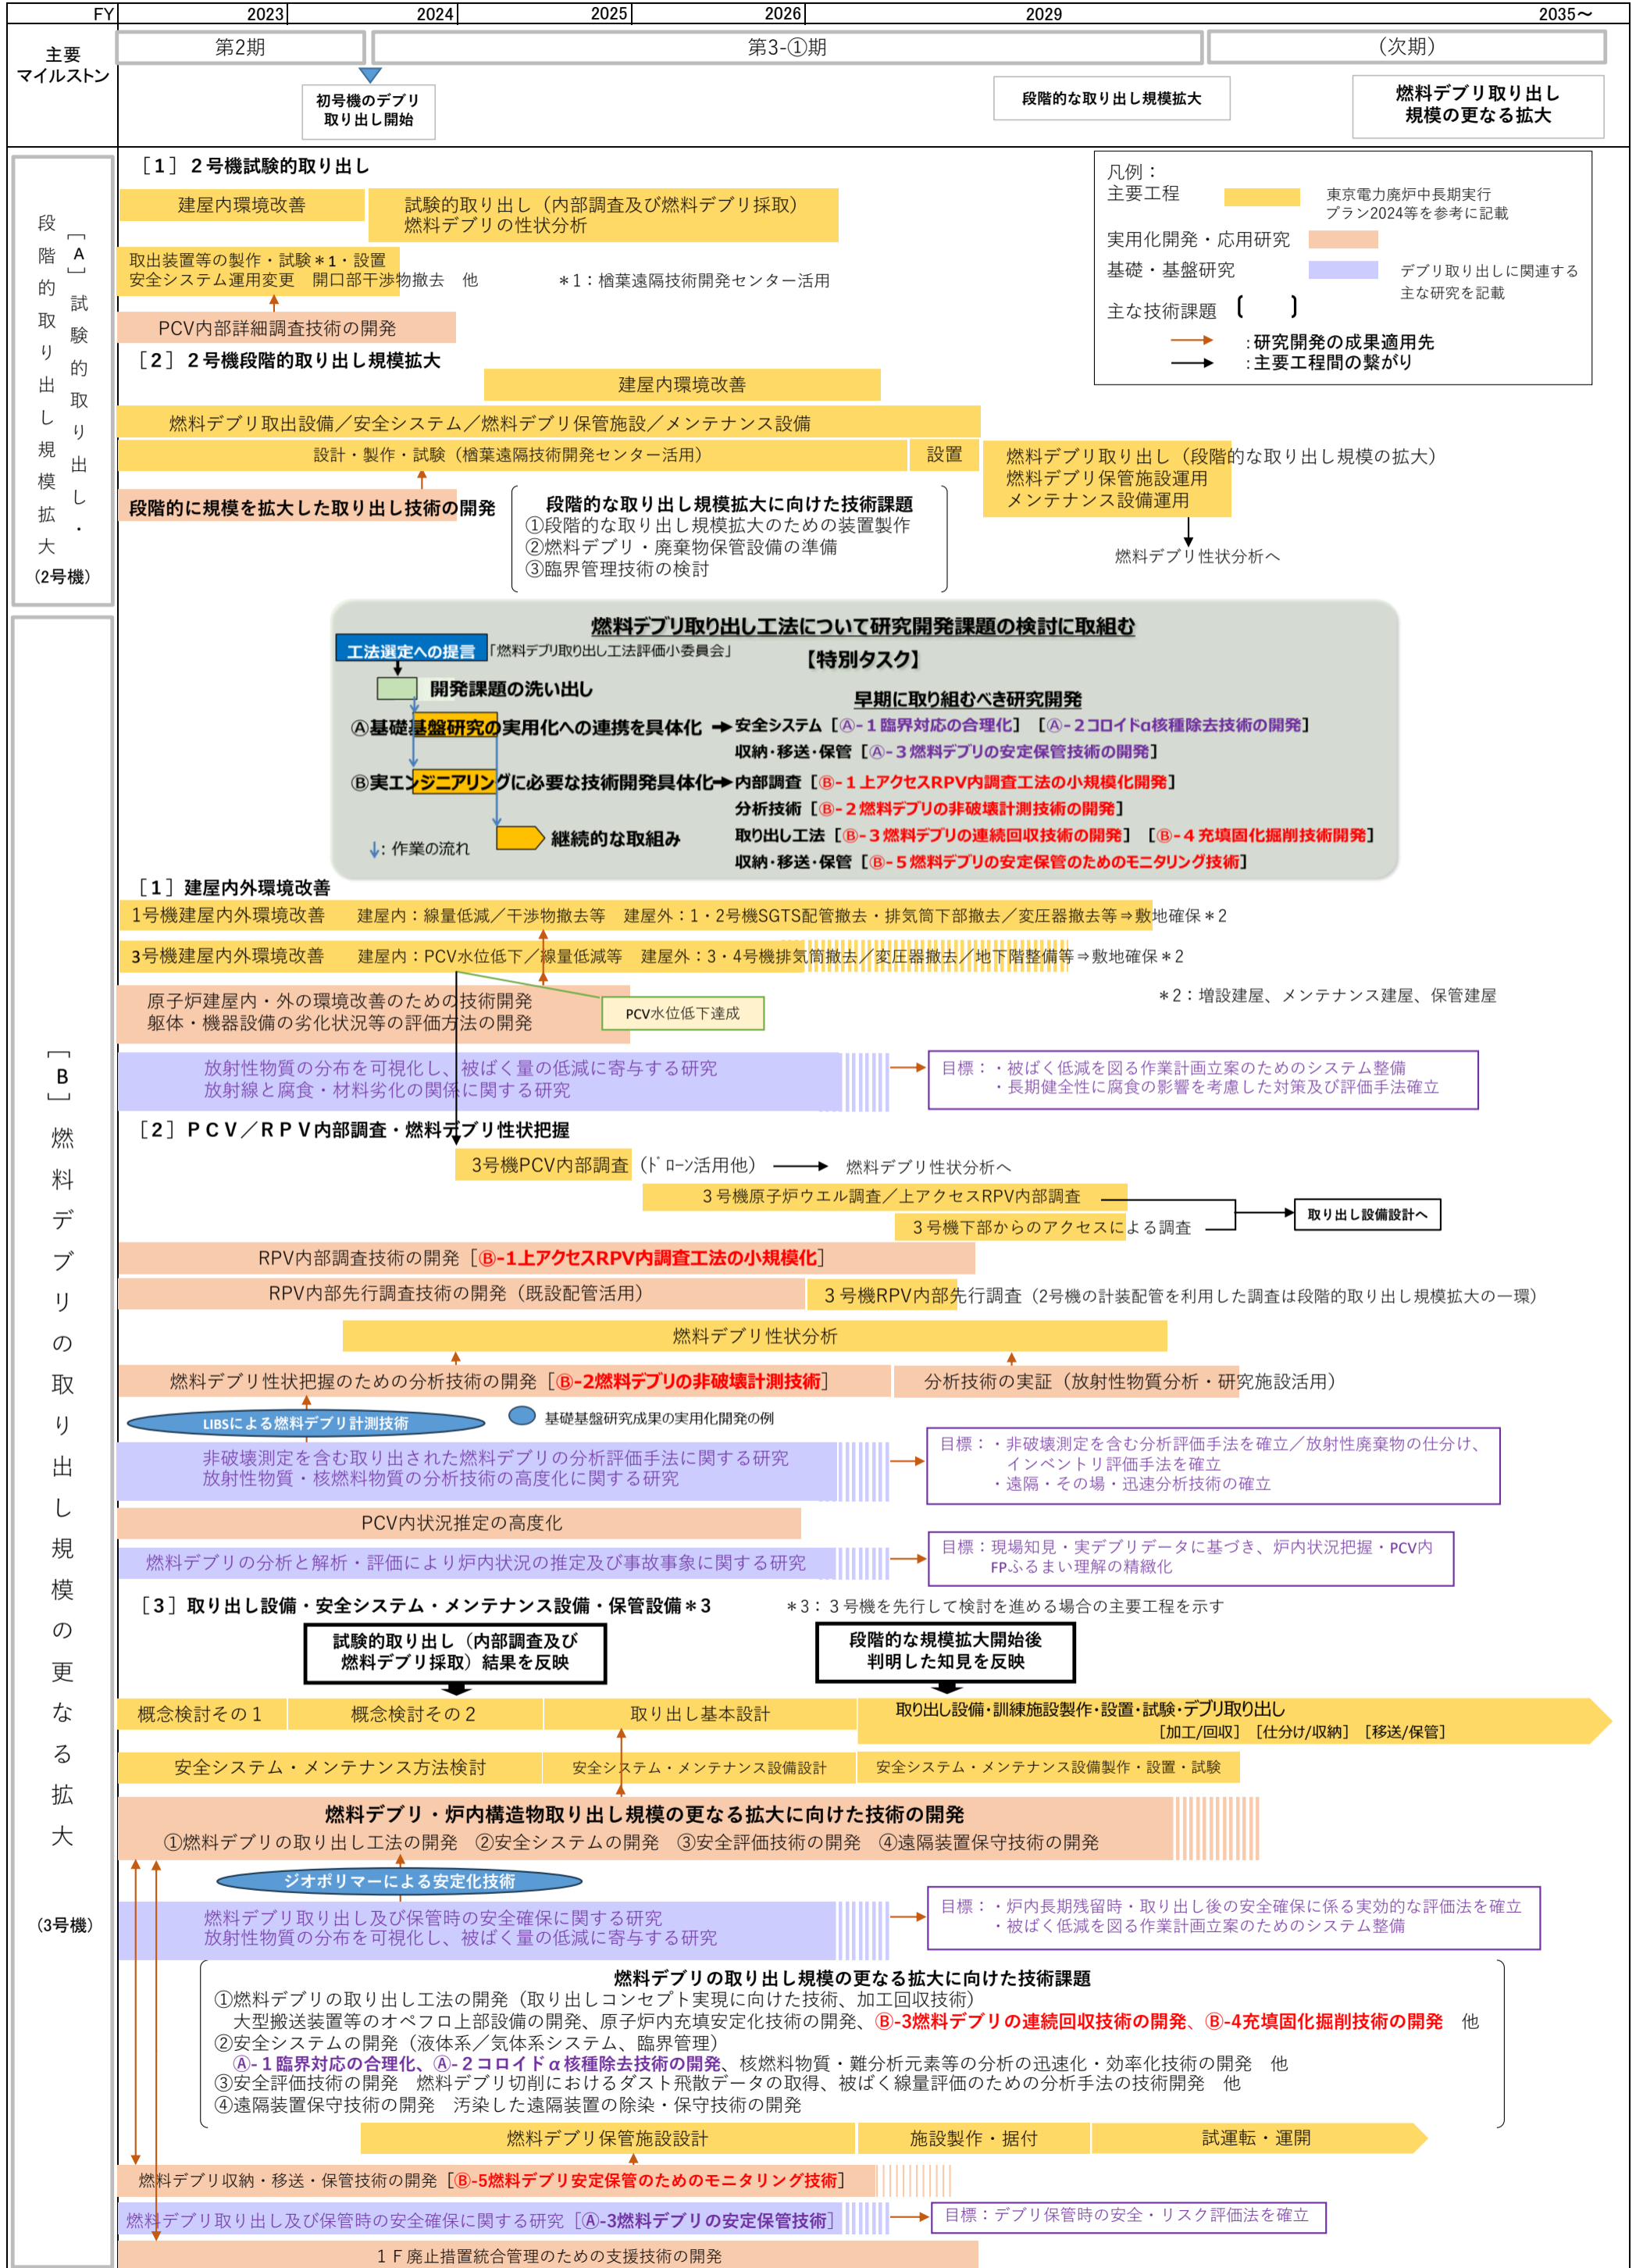 FY 2023 2024 2025 2026 2029 2035～
主要
マイルストン
第2期 第3-①期 (次期)
初号機のデブリ
取り出し開始
段階的な取り出し規模拡大
燃料デブリ取り出し
規模の更なる拡大
段階的取り出し規模拡大
［A］試験的取り出し・
(2号機)
［1］2号機試験的取り出し
建屋内環境改善
試験的取り出し（内部調査及び燃料デブリ採取）
燃料デブリの性状分析
取出装置等の製作・試験＊1・設置
安全システム運用変更　開口部干渉物撤去　他
＊1：楢葉遠隔技術開発センター活用
PCV内部詳細調査技術の開発
凡例：
主要工程
東京電力廃炉中長期実行
プラン2024等を参考に記載
実用化開発・応用研究
基礎・基盤研究
デブリ取り出しに関連する
主な研究を記載
主な技術課題 〔　〕
:研究開発の成果適用先
:主要工程間の繋がり
［2］2号機段階的取り出し規模拡大
建屋内環境改善
燃料デブリ取出設備／安全システム／燃料デブリ保管施設／メンテナンス設備
設計・製作・試験（楢葉遠隔技術開発センター活用）
設置
燃料デブリ取り出し（段階的な取り出し規模の拡大）
燃料デブリ保管施設運用
メンテナンス設備運用
燃料デブリ性状分析へ
段階的に規模を拡大した取り出し技術の開発
段階的な取り出し規模拡大に向けた技術課題
①段階的な取り出し規模拡大のための装置製作
②燃料デブリ・廃棄物保管設備の準備
③臨界管理技術の検討
燃料デブリ取り出し工法について研究開発課題の検討に取組む
工法選定への提言 「燃料デブリ取り出し工法評価小委員会」
【特別タスク】
開発課題の洗い出し
早期に取り組むべき研究開発
Ⓐ基礎基盤研究の実用化への連携を具体化
安全システム［Ⓐ-1臨界対応の合理化］［Ⓐ-2コロイドα核種除去技術の開発］
収納・移送・保管［Ⓐ-3燃料デブリの安定保管技術の開発］
Ⓑ実エンジニアリングに必要な技術開発具体化
内部調査［Ⓑ-1上アクセスRPV内調査工法の小規模化開発］
分析技術［Ⓑ-2燃料デブリの非破壊計測技術の開発］
取り出し工法［Ⓑ-3燃料デブリの連続回収技術の開発］［Ⓑ-4充填固化掘削技術開発］
収納・移送・保管［Ⓑ-5燃料デブリの安定保管のためのモニタリング技術］
継続的な取組み
↓: 作業の流れ
［B］燃料デブリの取り出し規模の更なる拡大
(3号機)
［1］建屋内外環境改善
1号機建屋内外環境改善　建屋内：線量低減／干渉物撤去等　建屋外：1・2号機SGTS配管撤去・排気筒下部撤去／変圧器撤去等⇒敷地確保＊2
3号機建屋内外環境改善　建屋内：PCV水位低下／線量低減等　建屋外：3・4号機排気筒撤去／変圧器撤去／地下階整備等⇒敷地確保＊2
＊2：増設建屋、メンテナンス建屋、保管建屋
原子炉建屋内・外の環境改善のための技術開発
躯体・機器設備の劣化状況等の評価方法の開発
PCV水位低下達成
放射性物質の分布を可視化し、被ばく量の低減に寄与する研究
放射線と腐食・材料劣化の関係に関する研究
目標：・被ばく低減を図る作業計画立案のためのシステム整備
・長期健全性に腐食の影響を考慮した対策及び評価手法確立
［2］ＰＣＶ／ＲＰＶ内部調査・燃料デブリ性状把握
3号機PCV内部調査（ﾄﾞﾛｰﾝ活用他）
燃料デブリ性状分析へ
3号機原子炉ウエル調査／上アクセスRPV内部調査
3号機下部からのアクセスによる調査
取り出し設備設計へ
RPV内部調査技術の開発［Ⓑ-1上アクセスRPV内調査工法の小規模化］
RPV内部先行調査技術の開発（既設配管活用）
3号機RPV内部先行調査（2号機の計装配管を利用した調査は段階的取り出し規模拡大の一環）
燃料デブリ性状分析
燃料デブリ性状把握のための分析技術の開発［Ⓑ-2燃料デブリの非破壊計測技術］
分析技術の実証（放射性物質分析・研究施設活用）
LIBSによる燃料デブリ計測技術
基礎基盤研究成果の実用化開発の例
非破壊測定を含む取り出された燃料デブリの分析評価手法に関する研究
放射性物質・核燃料物質の分析技術の高度化に関する研究
目標：・非破壊測定を含む分析評価手法を確立／放射性廃棄物の仕分け、
インベントリ評価手法を確立
・遠隔・その場・迅速分析技術の確立
PCV内状況推定の高度化
燃料デブリの分析と解析・評価により炉内状況の推定及び事故事象に関する研究
目標：現場知見・実デブリデータに基づき、炉内状況把握・PCV内
FPふるまい理解の精緻化
［3］取り出し設備・安全システム・メンテナンス設備・保管設備＊3
＊3：3号機を先行して検討を進める場合の主要工程を示す
試験的取り出し（内部調査及び
燃料デブリ採取）結果を反映
段階的な規模拡大開始後
判明した知見を反映
概念検討その1 概念検討その2 取り出し基本設計
取り出し設備・訓練施設製作・設置・試験・デブリ取り出し
［加工/回収］［仕分け/収納］［移送/保管］
安全システム・メンテナンス方法検討 安全システム・メンテナンス設備設計 安全システム・メンテナンス設備製作・設置・試験
燃料デブリ・炉内構造物取り出し規模の更なる拡大に向けた技術の開発
①燃料デブリの取り出し工法の開発　②安全システムの開発　③安全評価技術の開発　④遠隔装置保守技術の開発
ジオポリマーによる安定化技術
燃料デブリ取り出し及び保管時の安全確保に関する研究
放射性物質の分布を可視化し、被ばく量の低減に寄与する研究
目標：・炉内長期残留時・取り出し後の安全確保に係る実効的な評価法を確立
・被ばく低減を図る作業計画立案のためのシステム整備
燃料デブリの取り出し規模の更なる拡大に向けた技術課題
①燃料デブリの取り出し工法の開発（取り出しコンセプト実現に向けた技術、加工回収技術）
大型搬送装置等のオペフロ上部設備の開発、原子炉内充填安定化技術の開発、Ⓑ-3燃料デブリの連続回収技術の開発、Ⓑ-4充填固化掘削技術の開発　他
②安全システムの開発（液体系／気体系システム、臨界管理）
Ⓐ-1臨界対応の合理化、Ⓐ-2コロイドα核種除去技術の開発、核燃料物質・難分析元素等の分析の迅速化・効率化技術の開発　他
③安全評価技術の開発　燃料デブリ切削におけるダスト飛散データの取得、被ばく線量評価のための分析手法の技術開発　他
④遠隔装置保守技術の開発　汚染した遠隔装置の除染・保守技術の開発
燃料デブリ保管施設設計 施設製作・据付 試運転・運開
燃料デブリ収納・移送・保管技術の開発［Ⓑ-5燃料デブリ安定保管のためのモニタリング技術］
燃料デブリ取り出し及び保管時の安全確保に関する研究［Ⓐ-3燃料デブリの安定保管技術］
目標：デブリ保管時の安全・リスク評価法を確立
1Ｆ廃止措置統合管理のための支援技術の開発